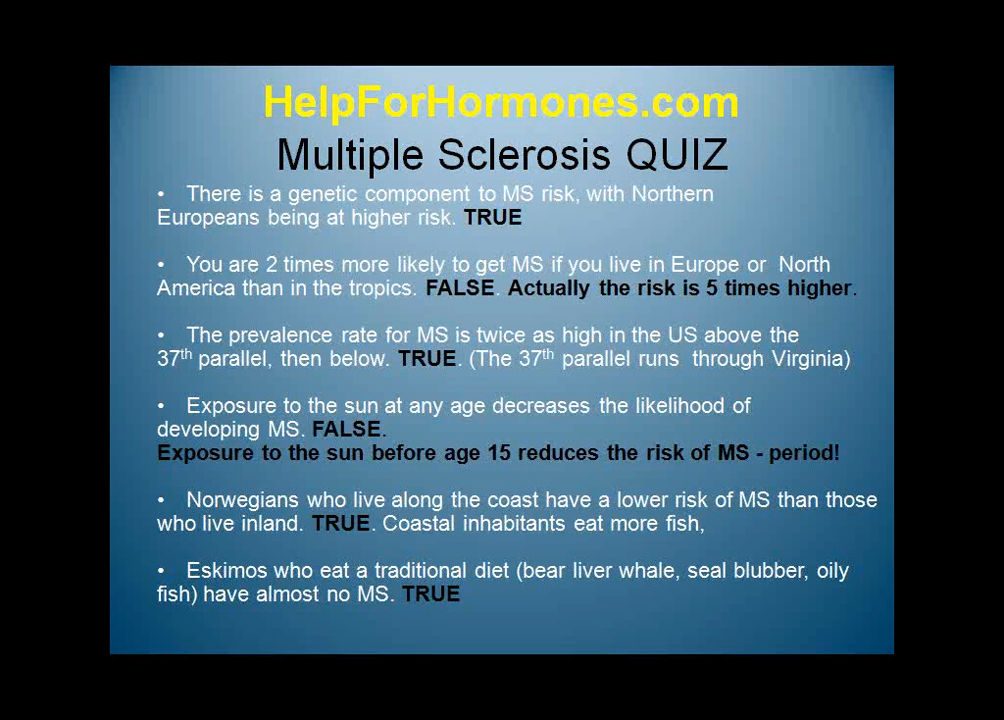 HelpForHormones.com
Multiple Sclerosis QUIZ
• There is a genetic component to MS risk, with Northern
Europeans being at higher risk. TRUE
• You are 2 times more likely to get MS if you live in Europe or North
America than in the tropics. FALSE. Actually the risk is 5 times higher.
• The prevalence rate for MS is twice as high in the US above the
37th parallel, then below. TRUE. (The 37th parallel runs through Virginia)
• Exposure to the sun at any age decreases the likelihood of
developing MS. FALSE.
Exposure to the sun before age 15 reduces the risk of MS - period!
• Norwegians who live along the coast have a lower risk of MS than those
who live inland. TRUE. Coastal inhabitants eat more fish,
• Eskimos who eat a traditional diet (bear liver whale, seal blubber, oily
fish) have almost no MS. TRUE